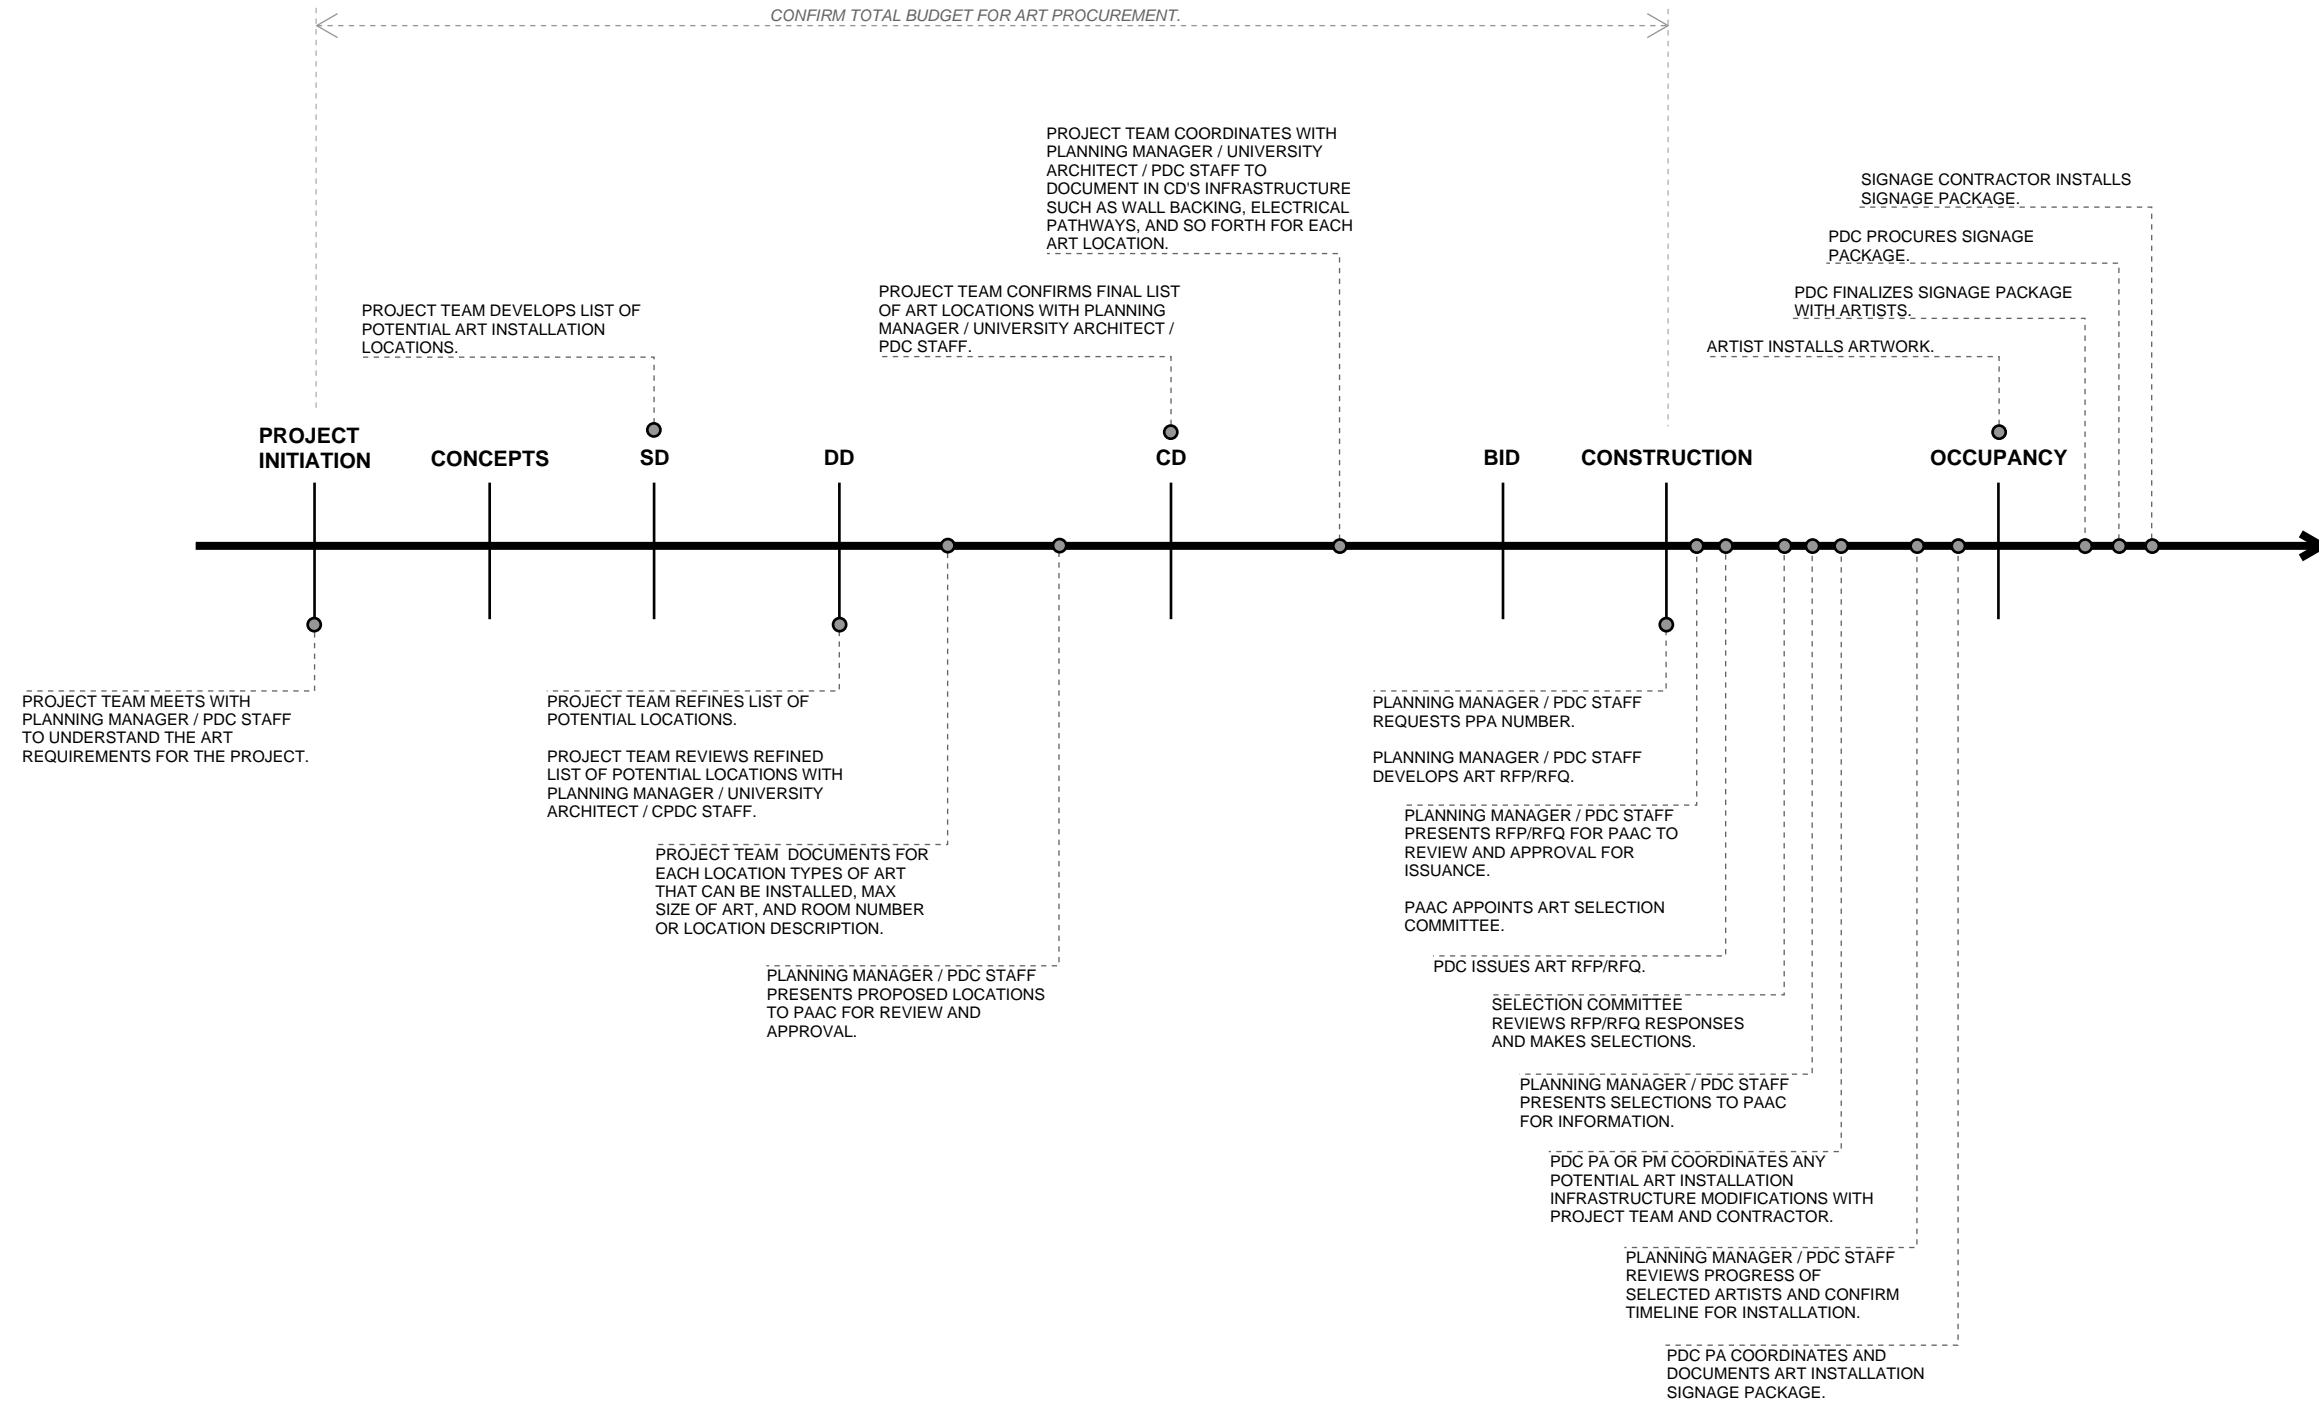 CONFIRM TOTAL BUDGET FOR ART PROCUREMENT.
PROJECT TEAM COORDINATES WITH
PLANNING MANAGER / UNIVERSITY
ARCHITECT / PDC STAFF TO
DOCUMENT IN CD'S INFRASTRUCTURE
SUCH AS WALL BACKING, ELECTRICAL
PATHWAYS, AND SO FORTH FOR EACH
ART LOCATION.
SIGNAGE CONTRACTOR INSTALLS
SIGNAGE PACKAGE.
PDC PROCURES SIGNAGE
PACKAGE.
PDC FINALIZES SIGNAGE PACKAGE
WITH ARTISTS.
ARTIST INSTALLS ARTWORK.
PROJECT TEAM DEVELOPS LIST OF
POTENTIAL ART INSTALLATION
LOCATIONS.
PROJECT TEAM CONFIRMS FINAL LIST
OF ART LOCATIONS WITH PLANNING
MANAGER / UNIVERSITY ARCHITECT /
PDC STAFF.
PROJECT
INITIATION
CONCEPTS
SD
DD
CD
BID
CONSTRUCTION
OCCUPANCY
PROJECT TEAM MEETS WITH
PLANNING MANAGER / PDC STAFF
TO UNDERSTAND THE ART
REQUIREMENTS FOR THE PROJECT.
PROJECT TEAM REFINES LIST OF
POTENTIAL LOCATIONS.
PROJECT TEAM REVIEWS REFINED
LIST OF POTENTIAL LOCATIONS WITH
PLANNING MANAGER / UNIVERSITY
ARCHITECT / CPDC STAFF.
PROJECT TEAM  DOCUMENTS FOR
EACH LOCATION TYPES OF ART
THAT CAN BE INSTALLED, MAX
SIZE OF ART, AND ROOM NUMBER
OR LOCATION DESCRIPTION.
PLANNING MANAGER / PDC STAFF
PRESENTS PROPOSED LOCATIONS
TO PAAC FOR REVIEW AND
APPROVAL.
PLANNING MANAGER / PDC STAFF
REQUESTS PPA NUMBER.
PLANNING MANAGER / PDC STAFF
DEVELOPS ART RFP/RFQ.
PLANNING MANAGER / PDC STAFF
PRESENTS RFP/RFQ FOR PAAC TO
REVIEW AND APPROVAL FOR
ISSUANCE.
PAAC APPOINTS ART SELECTION
COMMITTEE.
PDC ISSUES ART RFP/RFQ.
SELECTION COMMITTEE
REVIEWS RFP/RFQ RESPONSES
AND MAKES SELECTIONS.
PLANNING MANAGER / PDC STAFF
PRESENTS SELECTIONS TO PAAC
FOR INFORMATION.
PDC PA OR PM COORDINATES ANY
POTENTIAL ART INSTALLATION
INFRASTRUCTURE MODIFICATIONS WITH
PROJECT TEAM AND CONTRACTOR.
PLANNING MANAGER / PDC STAFF
REVIEWS PROGRESS OF
SELECTED ARTISTS AND CONFIRM
TIMELINE FOR INSTALLATION.
PDC PA COORDINATES AND
DOCUMENTS ART INSTALLATION
SIGNAGE PACKAGE.